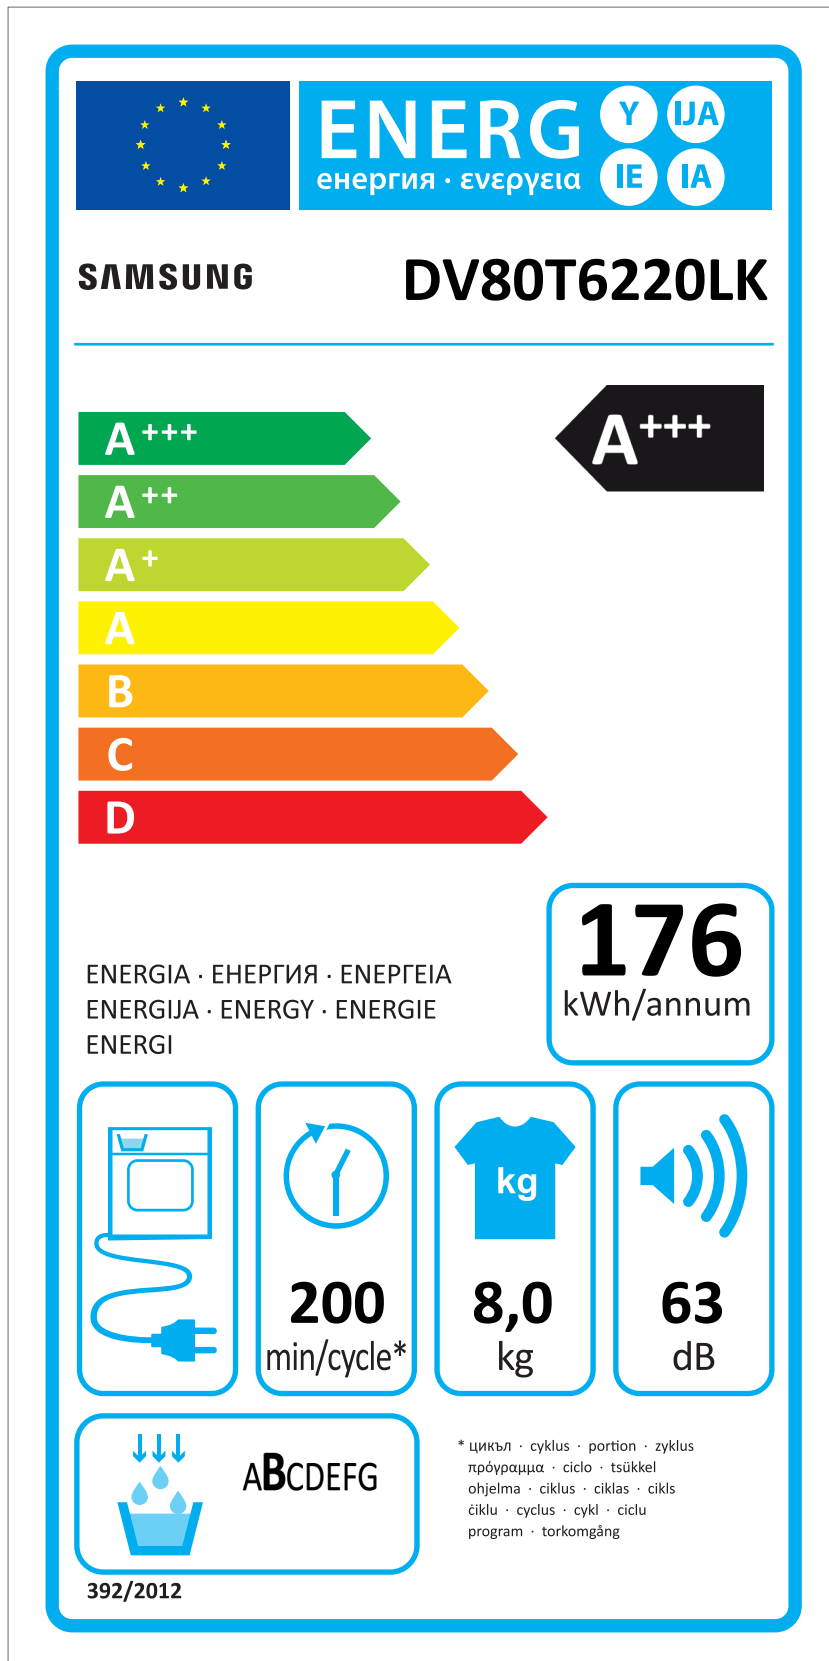 ENERG Y IJA
енергия · ενεργεια IE IA
SAMSUNG DV80T6220LK
A+++ A+++
A++
A+
A
B
C
D
176
kWh/annum
ENERGIA · ЕНЕРГИЯ · ΕΝΕΡΓΕΙΑ
ENERGIJA · ENERGY · ENERGIE
ENERGI
kg
200 8,0 63
min/cycle* kg dB
ABCDEFG
* цикъл · cyklus · portion · zyklus
πρόγραμμα · ciclo · tsükkel
ohjelma · ciklus · ciklas · cikls
ċiklu · cyclus · cykl · ciclu
program · torkomgång
392/2012